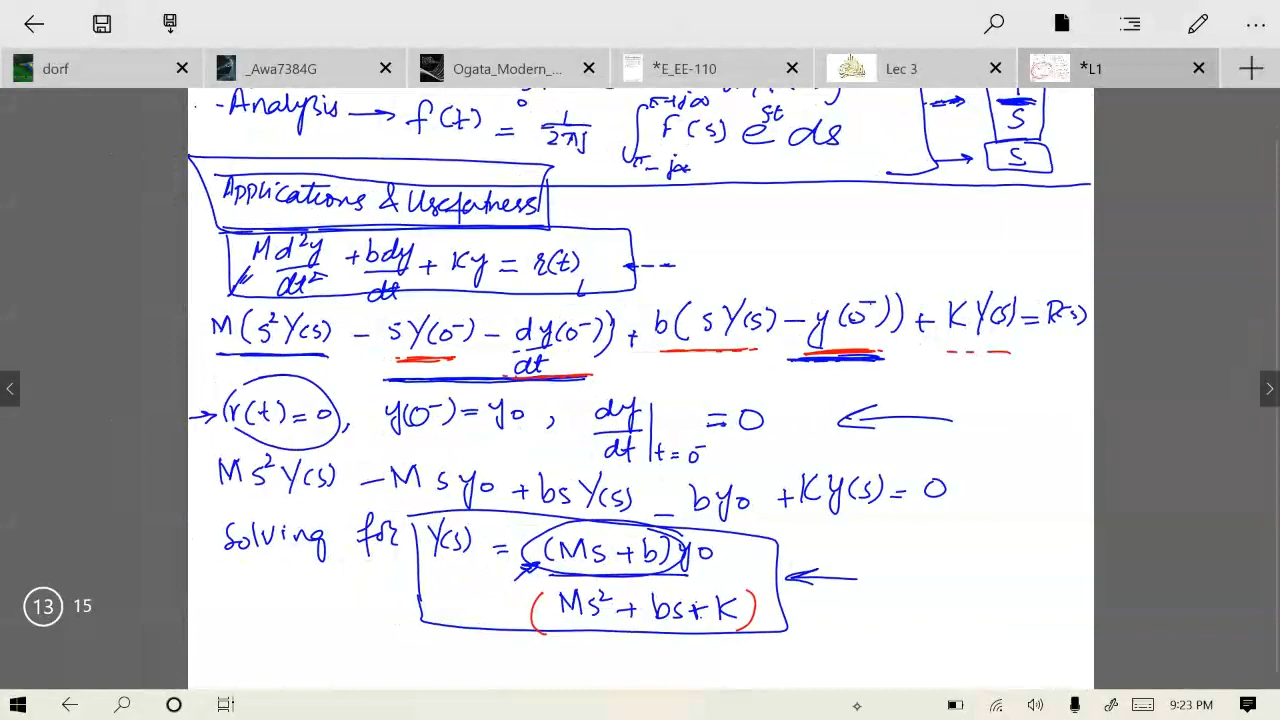 dorf
_Awa7384G
Ogata_Modern_...
*E_EE-110
Lec 3
*L1
-Analysis → f(t) = 1/2πj ∫ F(s) e^st ds
S
S
Applications & Usefulness
M d²y/dt² + b dy/dt + Ky = r(t)
M(s²Y(s) - sY(0⁻) - dy(0⁻)/dt) + b(sY(s) - y(0⁻)) + KY(s) = R(s)
→ (r(t)=0), y(0⁻)=y0, dy/dt|t=0⁻ = 0
Ms²Y(s) - Msy0 + bsY(s) - by0 + Ky(s) = 0
Solving for Y(s) = (Ms+b)y0
(Ms² + bs + K)
13 15
9:23 PM